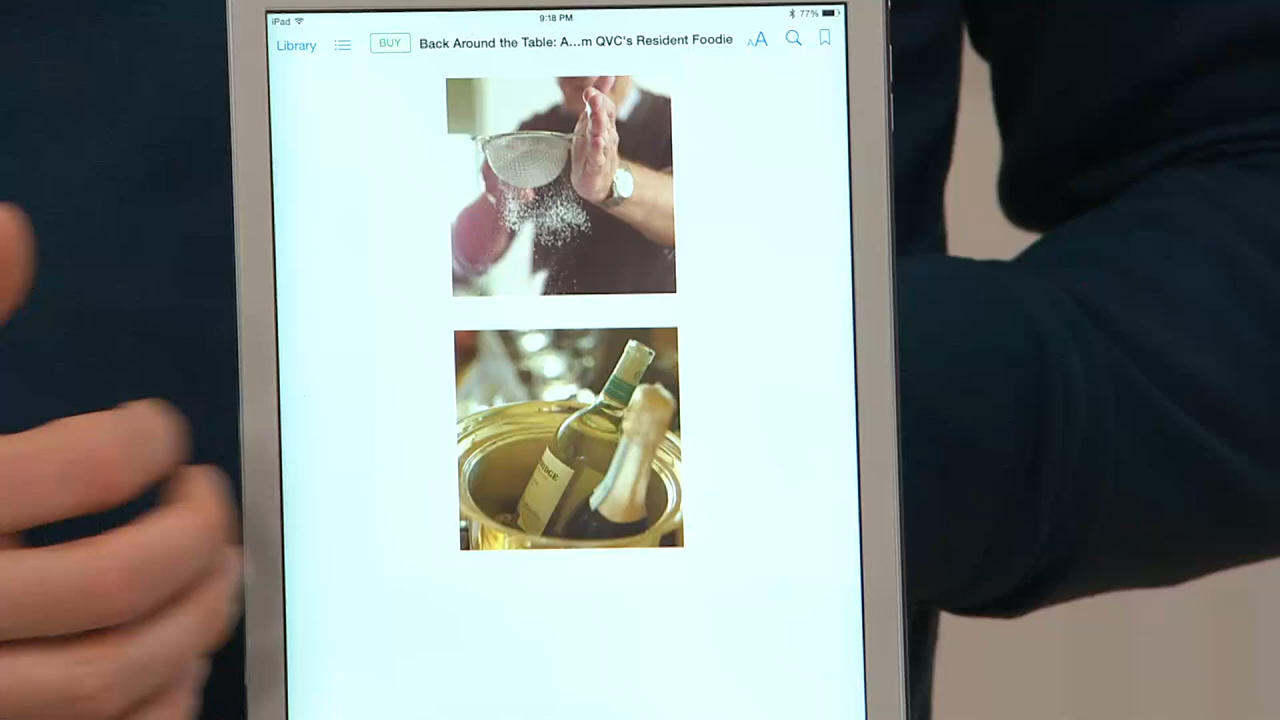 iPad 9:18 PM 77%
Library BUY Back Around the Table: A...m QVC's Resident Foodie AA